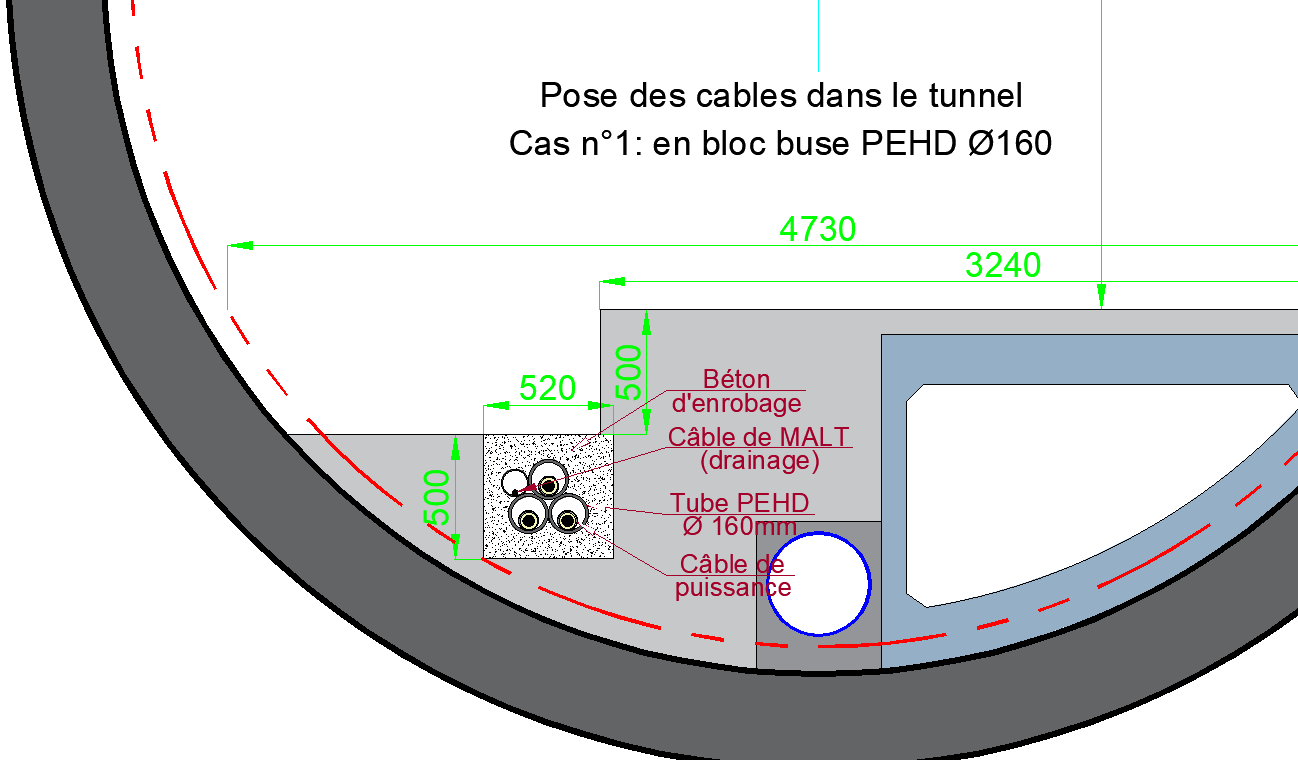 Pose des cables dans le tunnel
Cas n°1: en bloc buse PEHD Ø160
4730
3240
500
520
Béton
d'enrobage
Câble de MALT
(drainage)
500
Tube PEHD
Ø 160mm
Câble de
puissance